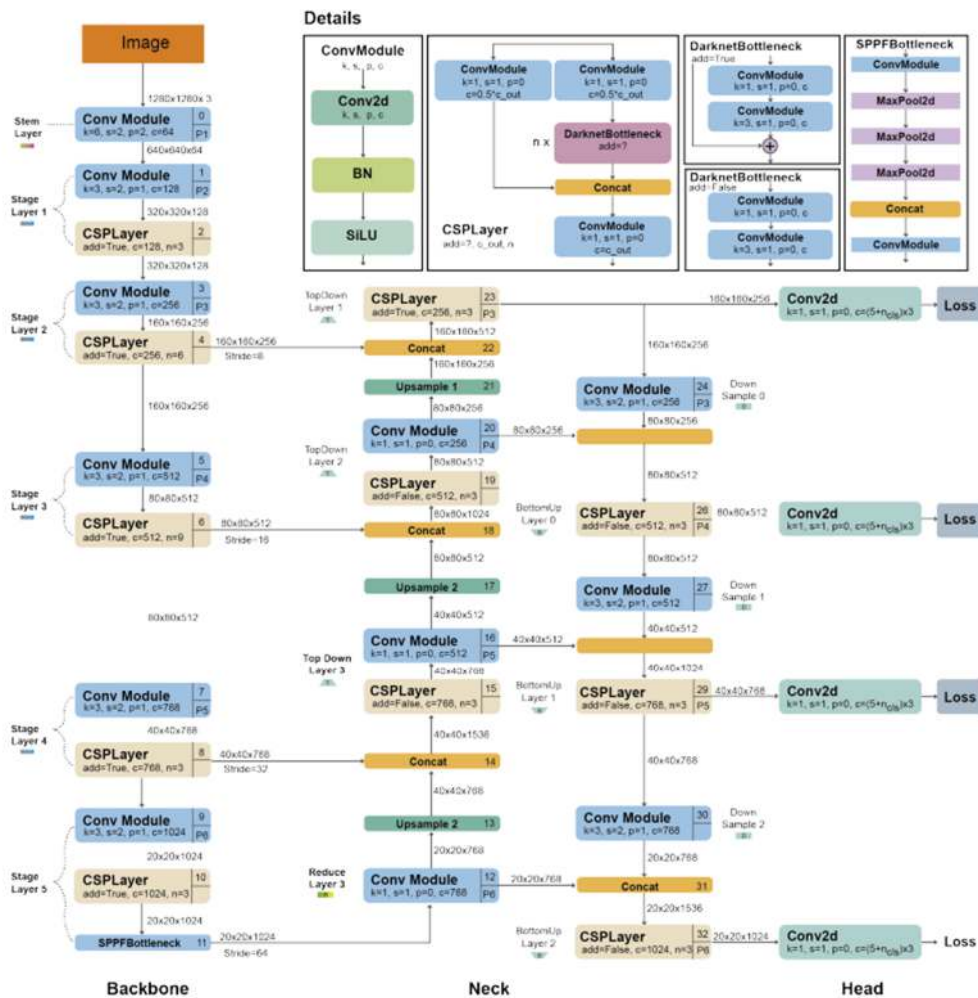 Details
Image
1280x1280x 3
Stem
Layer
Conv Module 0
k=6, s=2, p=2, c=64 P1
640x640x64
Stage
Layer 1
Conv Module 1
k=3, s=2, p=1, c=128 P2
320x320x128
CSPLayer 2
add=True, c=128, n=3
320x320x128
Stage
Layer 2
Conv Module 3
k=3, s=2, p=1, c=256 P3
160x160x256
CSPLayer 4
add=True, c=256, n=6
160x160x256
Stride=8
160x160x256
Stage
Layer 3
Conv Module 5
k=3, s=2, p=1, c=512 P4
80x80x512
CSPLayer 6
add=True, c=512, n=9
80x80x512
Stride=16
80x80x512
Stage
Layer 4
Conv Module 7
k=3, s=2, p=1, c=768 P5
40x40x768
CSPLayer 8
add=True, c=768, n=3
40x40x768
Stride=32
Stage
Layer 5
Conv Module 9
k=3, s=2, p=1, c=1024 P6
20x20x1024
CSPLayer 10
add=True, c=1024, n=3
20x20x1024
SPPFBottleneck 11
20x20x1024
Stride=64
Backbone
ConvModule
k, s, p, c
Conv2d
k, s, p, c
BN
SiLU
ConvModule
k=1, s=1, p=0
c=0.5*c_out
ConvModule
k=1, s=1, p=0
c=0.5*c_out
n x
DarknetBottleneck
add=?
Concat
ConvModule
k=1, s=1, p=0
c=c_out
CSPLayer
add=?, c_out, n
DarknetBottleneck
add=True
ConvModule
k=1, s=1, p=0, c
ConvModule
k=3, s=1, p=0, c
+
DarknetBottleneck
add=False
ConvModule
k=1, s=1, p=0, c
ConvModule
k=3, s=1, p=0, c
SPPFBottleneck
ConvModule
MaxPool2d
MaxPool2d
MaxPool2d
Concat
ConvModule
TopDown
Layer 1
CSPLayer 23
add=True, c=256, n=3 P3
160x160x512
Concat 22
160x160x256
Upsample 1 21
80x80x256
TopDown
Layer 2
Conv Module 20
k=1, s=1, p=0, c=256 P4
80x80x256
80x80x512
CSPLayer 19
add=False, c=512, n=3
80x80x1024
Concat 18
80x80x512
Upsample 2 17
40x40x512
Top Down
Layer 3
Conv Module 16
k=1, s=1, p=0, c=512 P5
40x40x512
40x40x768
CSPLayer 15
add=False, c=768, n=3
40x40x1536
Concat 14
40x40x768
Upsample 2 13
20x20x768
Reduce
Layer 3
Conv Module 12
k=1, s=1, p=0, c=768 P6
20x20x768
160x160x256
160x160x256
Conv Module 24
k=3, s=2, p=1, c=256 P3
Down
Sample 0
80x80x256
80x80x512
BottomUp
Layer 0
CSPLayer 26
add=False, c=512, n=3 P4
80x80x512
80x80x512
Conv Module 27
k=3, s=2, p=1, c=512
Down
Sample 1
40x40x512
40x40x1024
BottomUp
Layer 1
CSPLayer 29
add=False, c=768, n=3 P5
40x40x768
40x40x768
Conv Module 30
k=3, s=2, p=1, c=768
Down
Sample 2
20x20x768
Concat 31
20x20x1536
BottomUp
Layer 2
CSPLayer 32
add=False, c=1024, n=3 P6
20x20x1024
Neck
Conv2d
k=1, s=1, p=0, c=(5+ncls)x3
Loss
Conv2d
k=1, s=1, p=0, c=(5+ncls)x3
Loss
Conv2d
k=1, s=1, p=0, c=(5+ncls)x3
Loss
Conv2d
k=1, s=1, p=0, c=(5+ncls)x3
Loss
Head